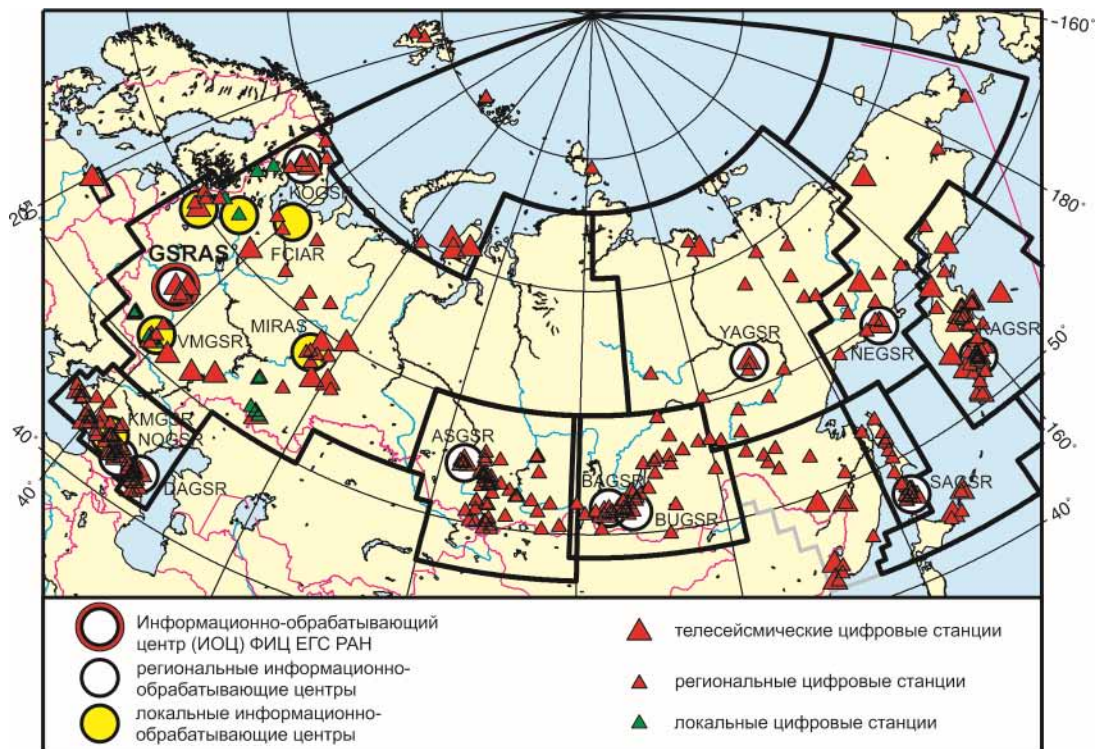 -160°
180°
20°
KOGSR
FCIAR
GSRAS
VMGSR
MIRAS
YAGSR
NEGSR
KAGSR
50°
160°
40°
KMGSR
NOGSR
DAGSR
40°
ASGSR
BAGSR
BUGSR
SAGSR
40°
Информационно-обрабатывающий
центр (ИОЦ) ФИЦ ЕГС РАН
региональные информационно-
обрабатывающие центры
локальные информационно-
обрабатывающие центры
телесейсмические цифровые станции
региональные цифровые станции
локальные цифровые станции